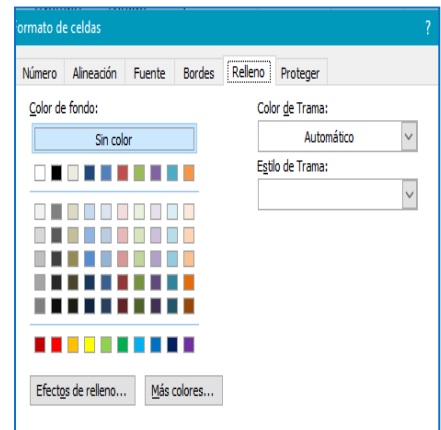 ormato de celdas ?
Número Alineación Fuente Bordes Relleno Proteger
Color de fondo: Color de Trama:
Sin color Automático
Estilo de Trama:
Efectos de relleno... Más colores...